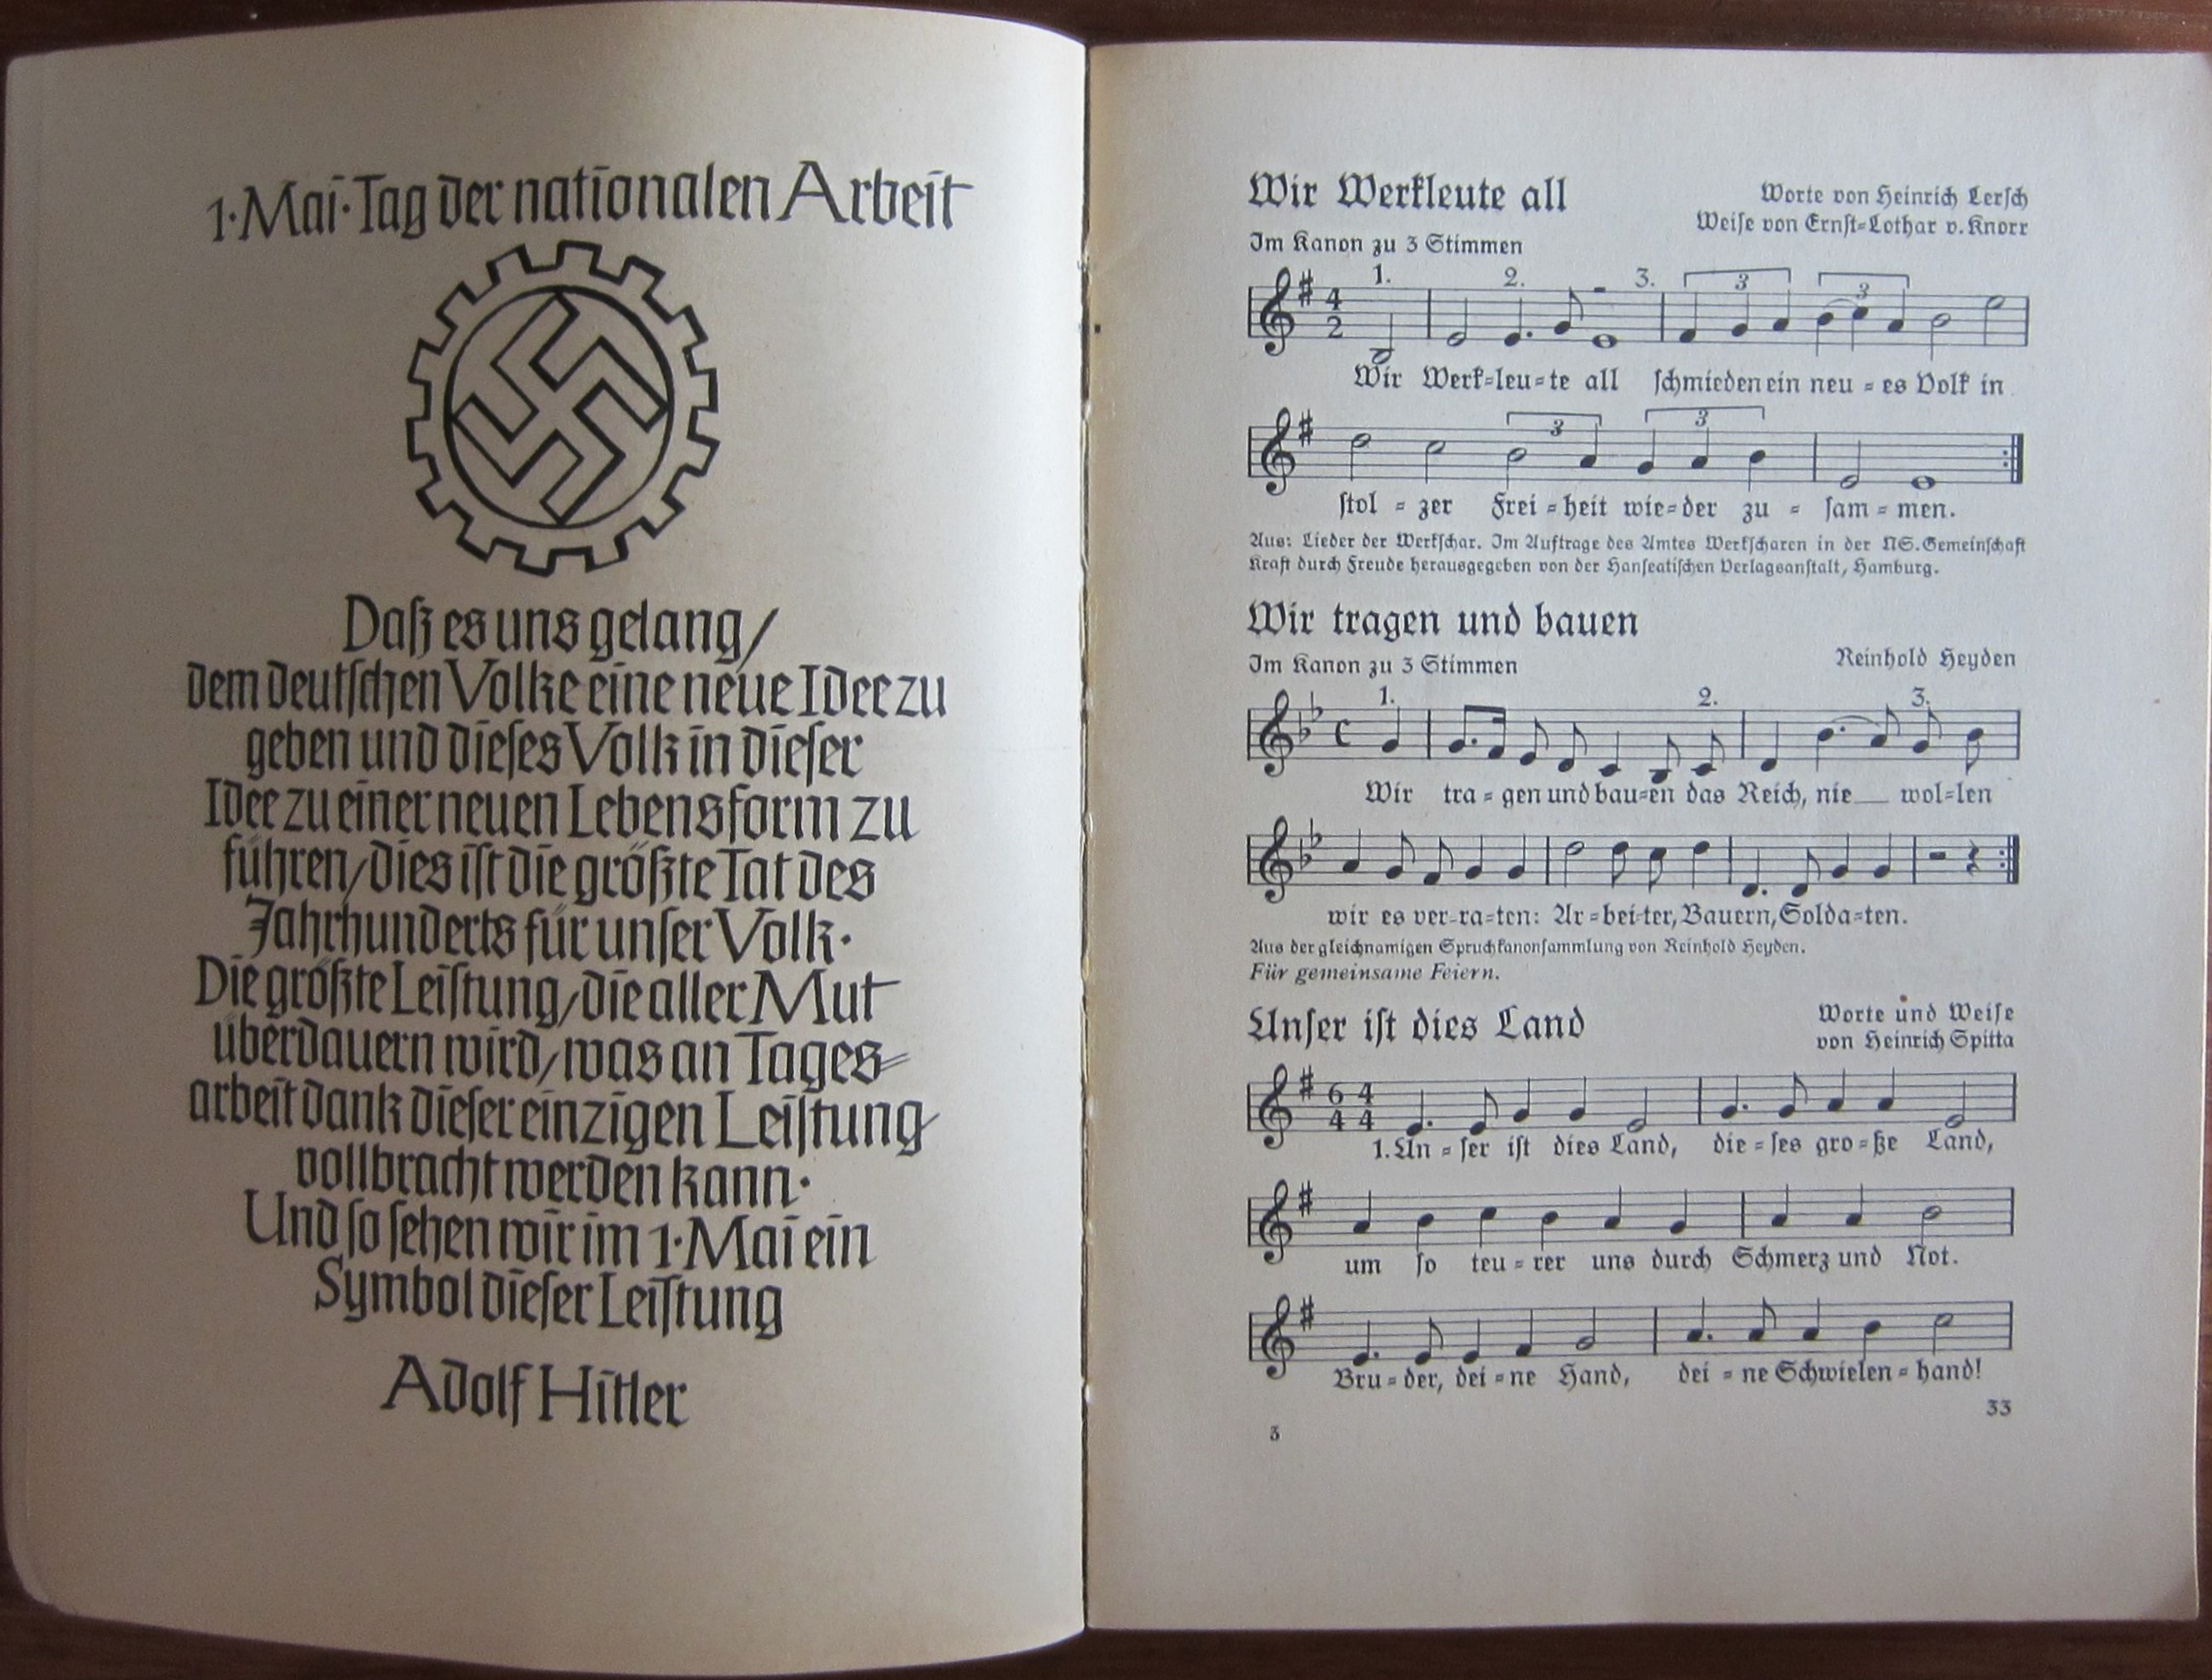 1·Mai·Tag der nationalen Arbeit
Daß es uns gelang/
dem deutschen Volke eine neue Idee zu
geben und dieses Volk in dieser
Idee zu einer neuen Lebensform zu
führen/dies ist die größte Tat des
Jahrhunderts für unser Volk·
Die größte Leistung/die aller Mut
überdauern wird/was an Tages=
arbeit dank dieser einzigen Leistung
vollbracht werden kann·
Und so sehen wir im 1·Mai ein
Symbol dieser Leistung
Adolf Hitler
Wir Werkleute all
Worte von Heinrich Lersch
Weise von Ernst=Lothar v. Knorr
Im Kanon zu 3 Stimmen
1. 2. 3. 3 3
4
2
Wir Werk=leu=te all schmieden ein neu = es Volk in
3 3
stol = zer Frei = heit wie=der zu = sam = men.
Aus: Lieder der Werkschar. Im Auftrage des Amtes Werkscharen in der NS.Gemeinschaft
Kraft durch Freude herausgegeben von der Hanseatischen Verlagsanstalt, Hamburg.
Wir tragen und bauen
Reinhold Heyden
Im Kanon zu 3 Stimmen
1. 2. 3.
Wir tra = gen und bau=en das Reich, nie wol=len
wir es ver-ra=ten: Ar=bei=ter, Bauern, Solda=ten.
Aus der gleichnamigen Spruchkanonsammlung von Reinhold Heyden.
Für gemeinsame Feiern.
Unser ist dies Land
Worte und Weise
von Heinrich Spitta
6 4
4 4
1. Un = ser ist dies Land, die = ses gro = ße Land,
um so teu = rer uns durch Schmerz und Not.
Bru = der, dei = ne Hand, dei = ne Schwielen = hand!
33
3